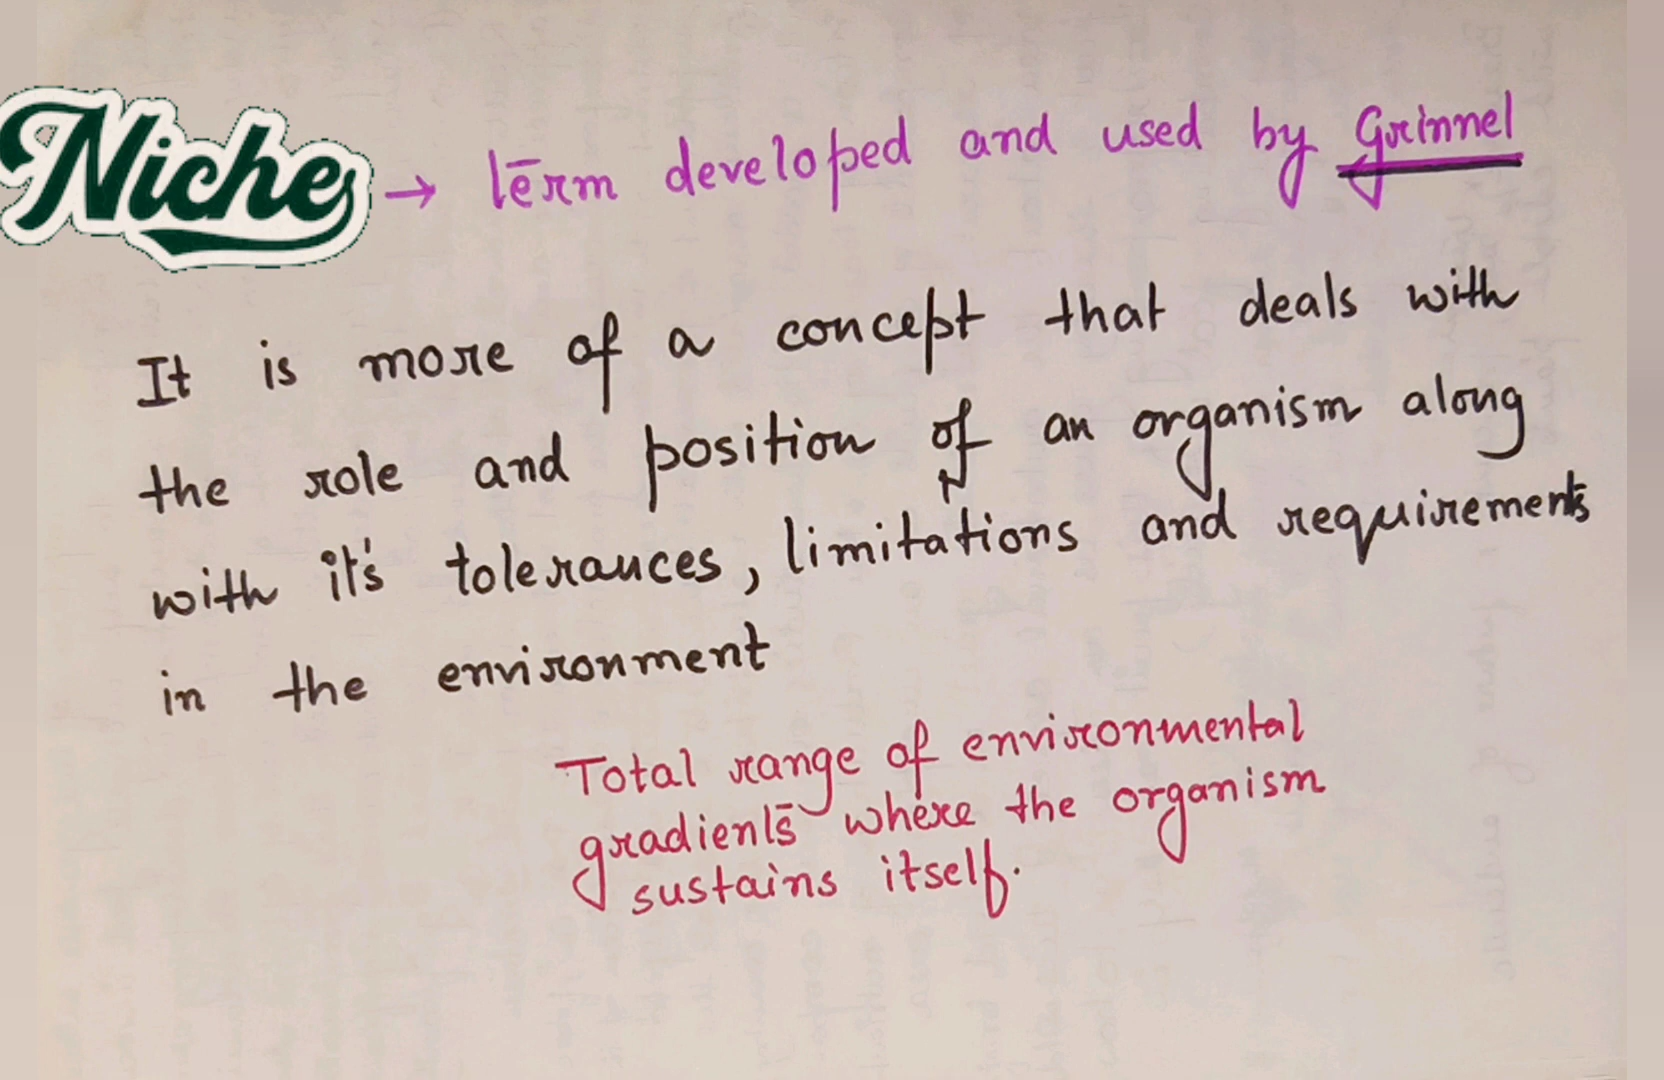 Niche → Term developed and used by Grinnel
It is more of a concept that deals with
the role and position of an organism along
with it's tolerances, limitations and requirements
in the environment
Total range of environmental
gradients where the organism
sustains itself.